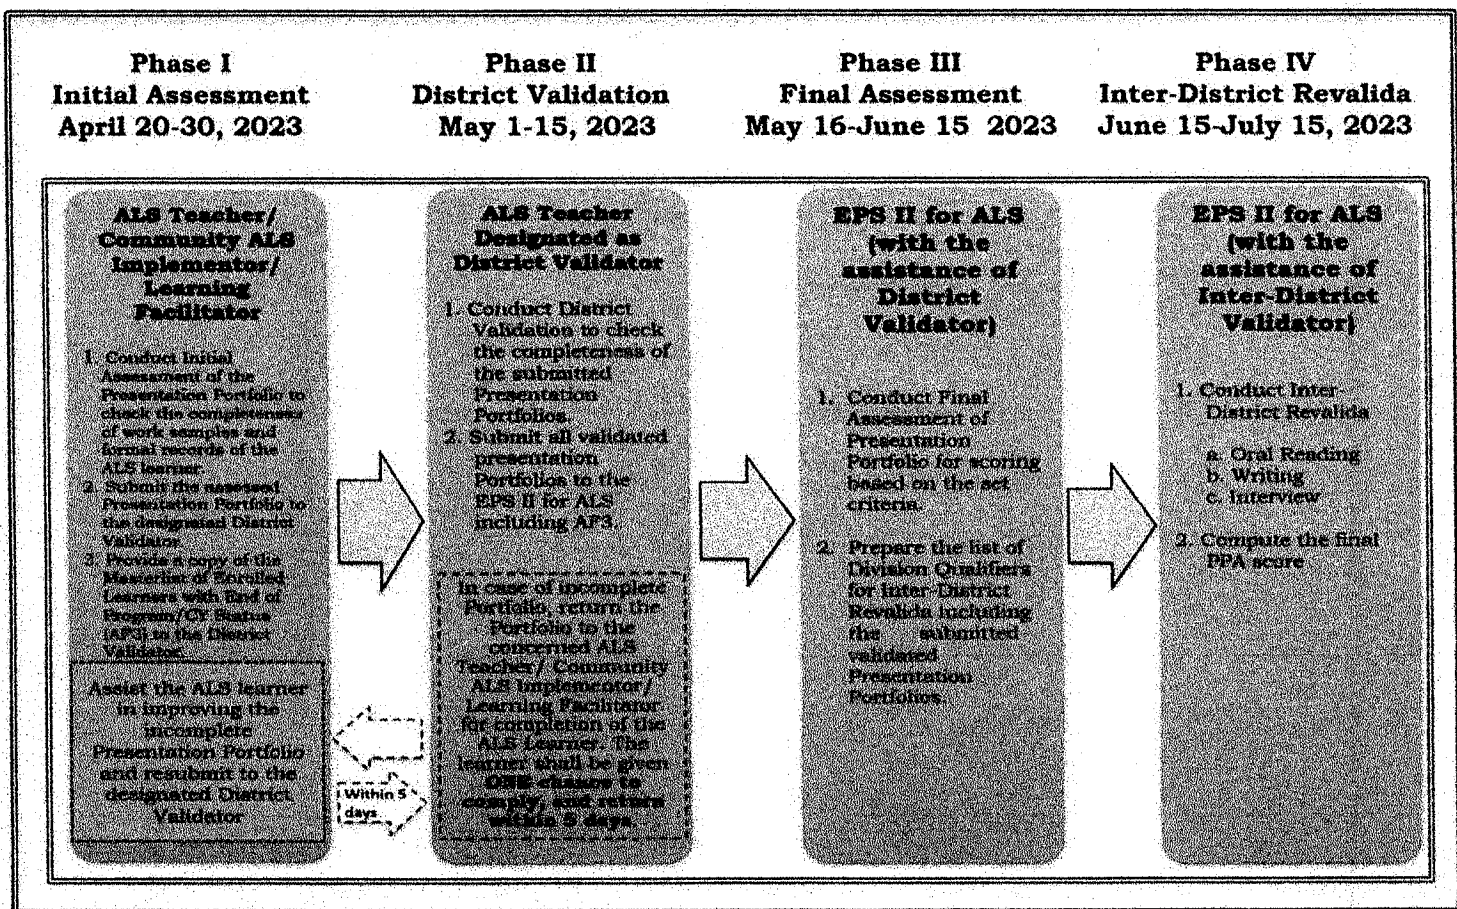 Phase I
Initial Assessment
April 20-30, 2023
Phase II
District Validation
May 1-15, 2023
Phase III
Final Assessment
May 16-June 15 2023
Phase IV
Inter-District Revalida
June 15-July 15, 2023
ALS Teacher/
Community ALS
Implementor/
Learning
Facilitator
1. Conduct Initial
Assessment of the
Presentation Portfolio to
check the completeness
of work samples and
formal records of the
ALS learner.
2. Submit the assessed
Presentation Portfolio to
the designated District
Validator
3. Provide a copy of the
Masterlist of Enrolled
Learners with End of
Program/CY Status
(AF3) to the District
Validator.
Assist the ALS learner
in improving the
incomplete
Presentation Portfolio
and resubmit to the
designated District
Validator
Within 5
days
ALS Teacher
Designated as
District Validator
1. Conduct District
Validation to check
the completeness of
the submitted
Presentation
Portfolios
2. Submit all validated
presentation
Portfolios to the
EPS II for ALS
including AF3.
In case of incomplete
Portfolio, return the
Portfolio to the
concerned ALS
Teacher/ Community
ALS Implementor/
Learning Facilitator
for completion of the
ALS Learner. The
learner shall be given
ONE chance to
comply, and return
within 5 days
EPS II for ALS
(with the
assistance of
District
Validator)
1. Conduct Final
Assessment of
Presentation
Portfolio for scoring
based on the set
criteria.
2. Prepare the list of
Division Qualifiers
for Inter-District
Revalida including
the submitted
validated
Presentation
Portfolios.
EPS II for ALS
(with the
assistance of
Inter-District
Validator)
1. Conduct Inter-
District Revalida
a. Oral Reading
b. Writing
c. Interview
2. Compute the final
PPA score